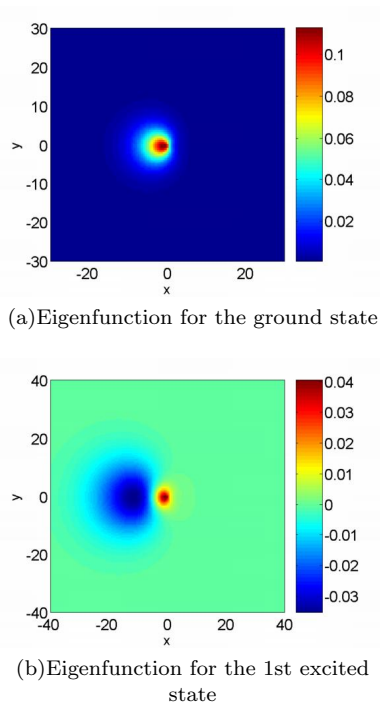 30
20
10
0
-10
-20
-30
y
-20 0 20
x
0.1
0.08
0.06
0.04
0.02
(a)Eigenfunction for the ground state
40
20
0
-20
-40
y
-40 -20 0 20 40
x
0.04
0.03
0.02
0.01
0
-0.01
-0.02
-0.03
(b)Eigenfunction for the 1st excited
state